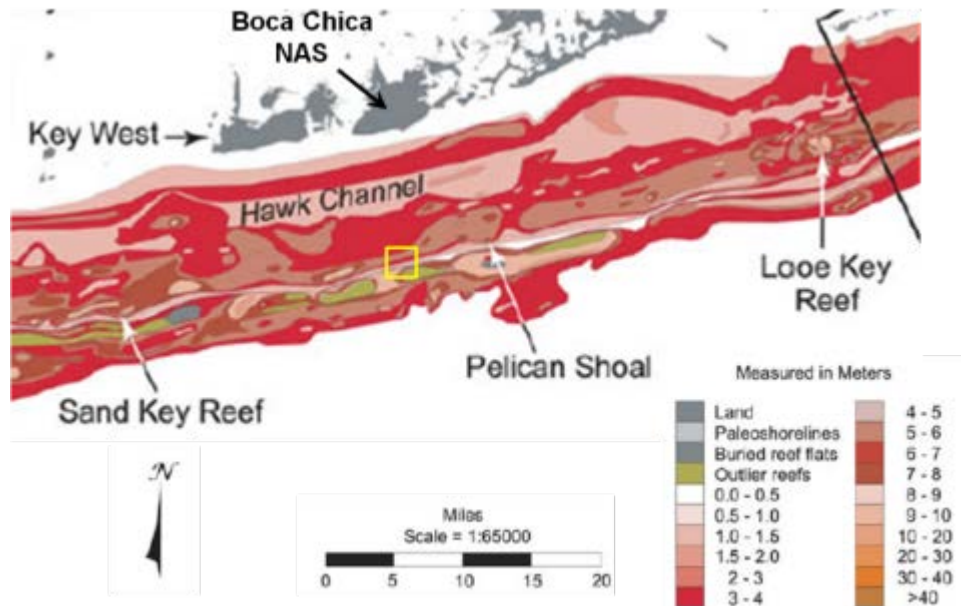 Boca Chica
NAS
Key West
Hawk Channel
Looe Key
Reef
Pelican Shoal
Sand Key Reef
Measured in Meters
Land
Paleoshorelines
Buried reef flats
Outlier reefs
0.0 - 0.5
0.5 - 1.0
1.0 - 1.5
1.5 - 2.0
2 - 3
3 - 4
4 - 5
5 - 6
6 - 7
7 - 8
8 - 9
9 - 10
10 - 20
20 - 30
30 - 40
>40
N
Miles
Scale = 1:65000
0 5 10 15 20